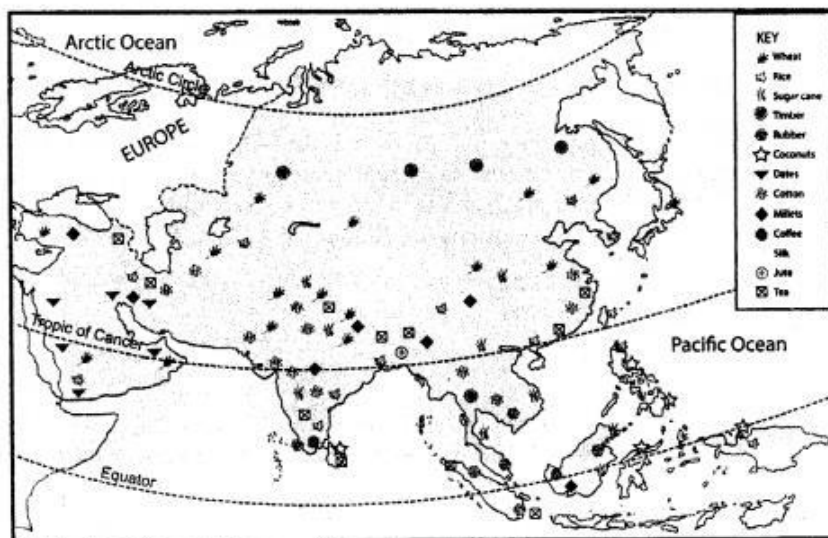 Arctic Ocean
Arctic Circle
EUROPE
Tropic of Cancer
Pacific Ocean
Equator
KEY
Wheat
Rice
Sugar cane
Timber
Rubber
Coconuts
Dates
Cotton
Millets
Coffee
Silk
Jute
Tea